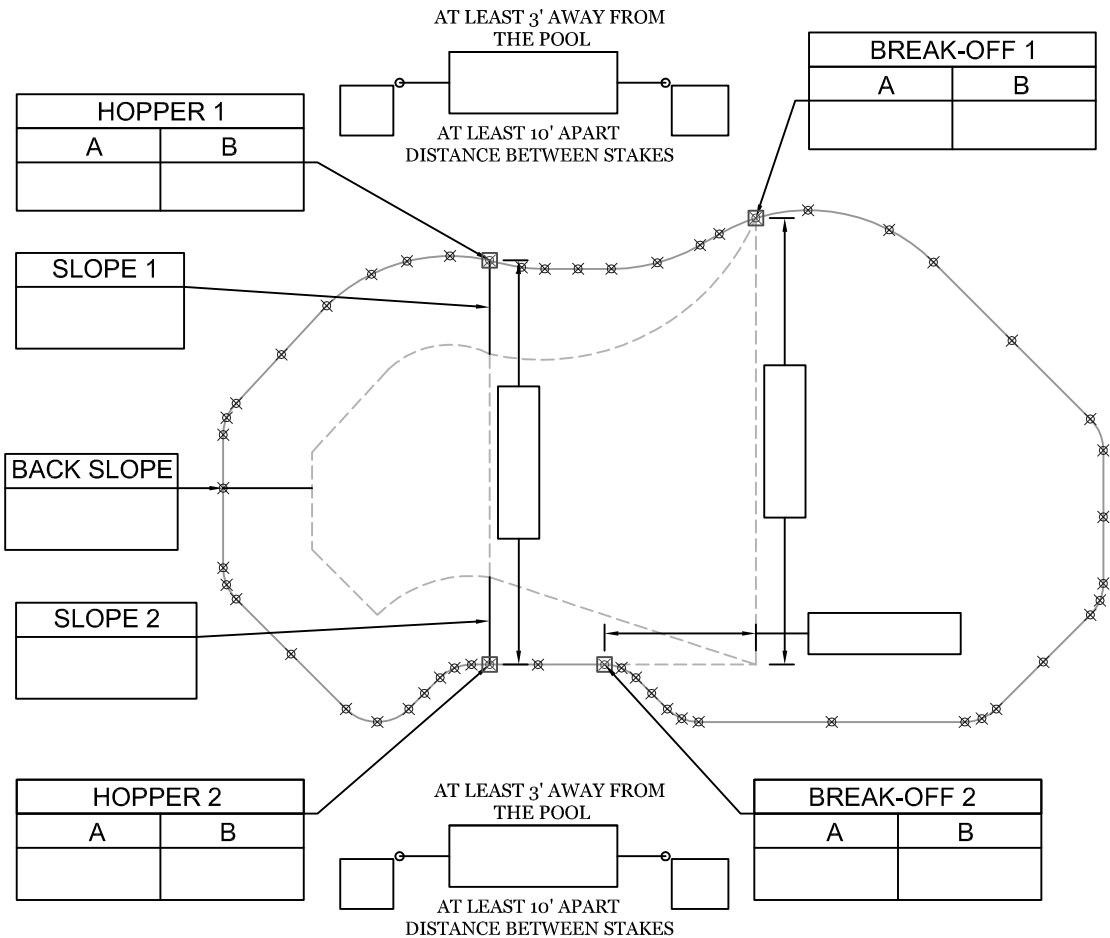 AT LEAST 3' AWAY FROM
THE POOL
AT LEAST 10' APART
DISTANCE BETWEEN STAKES
BREAK-OFF 1
A B
HOPPER 1
A B
SLOPE 1
BACK SLOPE
SLOPE 2
HOPPER 2
A B
AT LEAST 3' AWAY FROM
THE POOL
AT LEAST 10' APART
DISTANCE BETWEEN STAKES
BREAK-OFF 2
A B